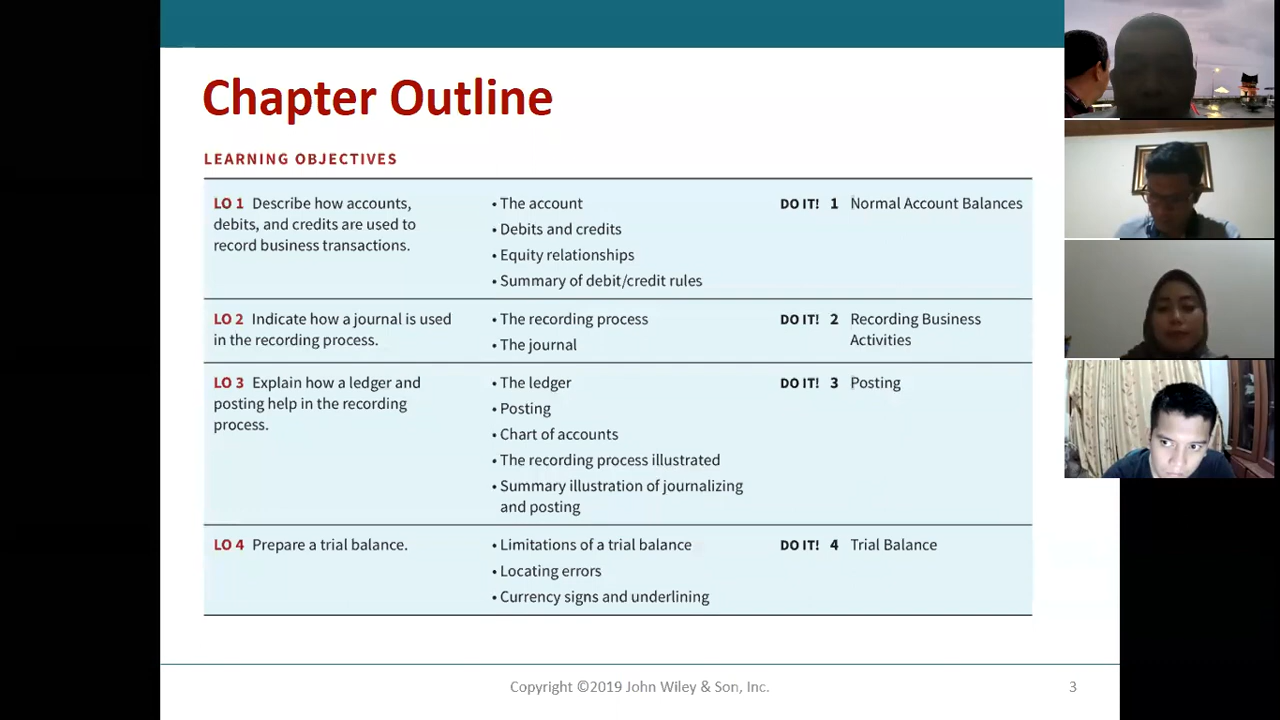 Chapter Outline
LEARNING OBJECTIVES
LO 1 Describe how accounts,
debits, and credits are used to
record business transactions.
• The account
• Debits and credits
• Equity relationships
• Summary of debit/credit rules
DO IT! 1 Normal Account Balances
LO 2 Indicate how a journal is used
in the recording process.
• The recording process
• The journal
DO IT! 2 Recording Business
Activities
LO 3 Explain how a ledger and
posting help in the recording
process.
• The ledger
• Posting
• Chart of accounts
• The recording process illustrated
• Summary illustration of journalizing
and posting
DO IT! 3 Posting
LO 4 Prepare a trial balance.
• Limitations of a trial balance
• Locating errors
• Currency signs and underlining
DO IT! 4 Trial Balance
Copyright ©2019 John Wiley & Son, Inc.
3